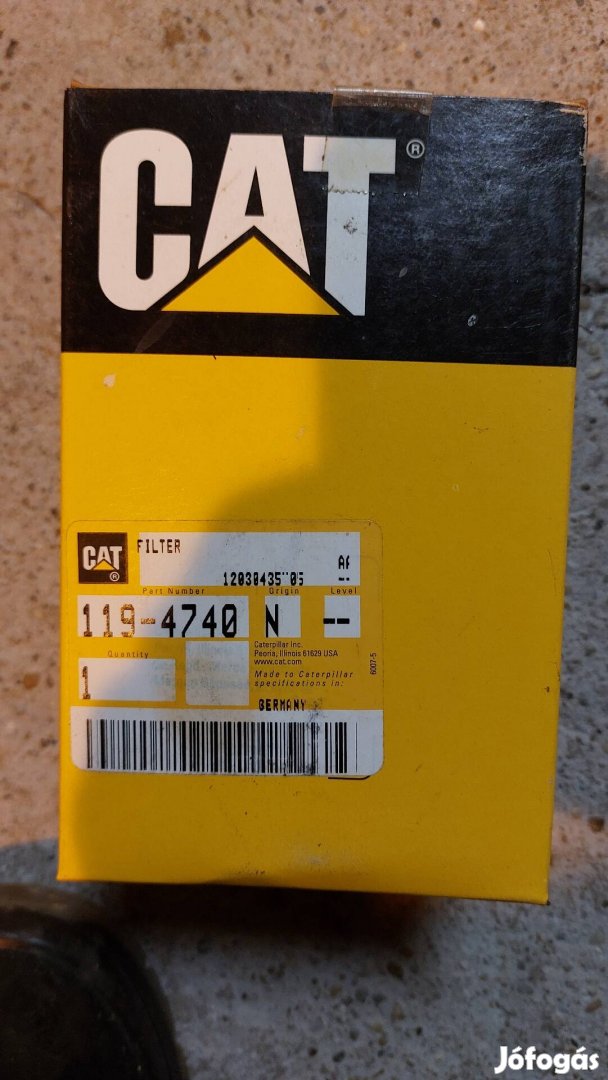 CAT®
CAT®
FILTER
12030435"05
Part Number
Origin
Level
119-4740
N
--
Quantity
1
Caterpillar Inc.
Peoria, Illinois 61629 USA
www.cat.com
Made to Caterpillar
specifications in:
GERMANY
6007-5
Jófogás